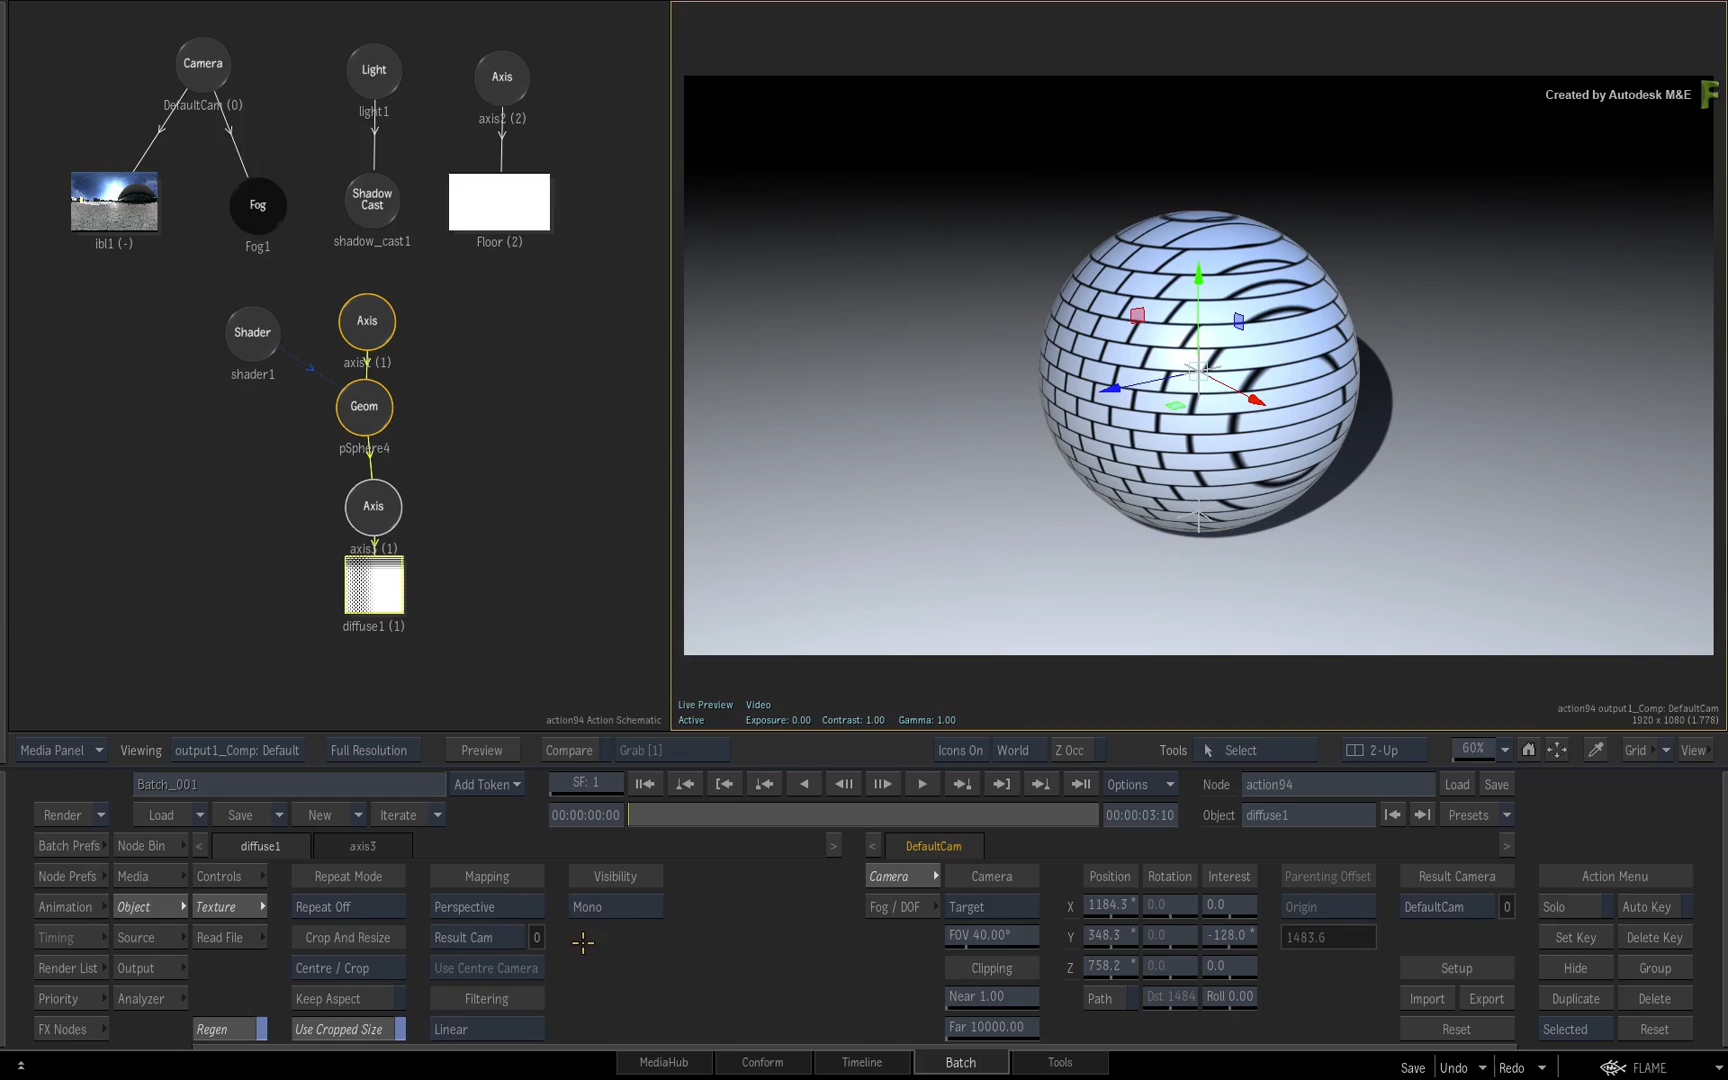 Camera
DefaultCam (0)
Light
light1
Axis
axis2 (2)
ibl1 (-)
Fog
Fog1
Shadow
Cast
shadow_cast1
Floor (2)
Shader
shader1
Axis
(1)
Geom
pSphere4
Axis
axis3 (1)
diffuse1 (1)
action94 Action Schematic
Created by Autodesk M&E
Live Preview Video
Active Exposure: 0.00 Contrast: 1.00 Gamma: 1.00
action94 output1_Comp: DefaultCam
1920 x 1080 (1.778)
Media Panel Viewing output1_Comp: Default Full Resolution Preview Compare Grab [1] Icons On World Z Occ Tools Select 2-Up 60% Grid View
Batch_001 Add Token SF: 1 Options Node action94 Load Save
Render Load Save New Iterate 00:00:00:00 00:00:03:10 Object diffuse1 Presets
Batch Prefs Node Bin < diffuse1 axis3 > < DefaultCam >
Node Prefs Media Controls Repeat Mode Mapping Visibility Camera Camera Position Rotation Interest Parenting Offset Result Camera Action Menu
Animation Object Texture Repeat Off Perspective Mono Fog / DOF Target X 1184.3 * 0.0 0.0 Origin DefaultCam 0 Solo Auto Key
Timing Source Read File Crop And Resize Result Cam 0 FOV 40.00° Y 348.3 * 0.0 -128.0 * 1483.6 Set Key Delete Key
Render List Output Centre / Crop Use Centre Camera Clipping Z 758.2 * 0.0 0.0 Setup Hide Group
Priority Analyzer Keep Aspect Filtering Near 1.00 Path Dst 1484 Roll 0.00 Import Export Duplicate Delete
FX Nodes Regen Use Cropped Size Linear Far 10000.00 Reset Selected Reset
MediaHub Conform Timeline Batch Tools Save Undo Redo FLAME